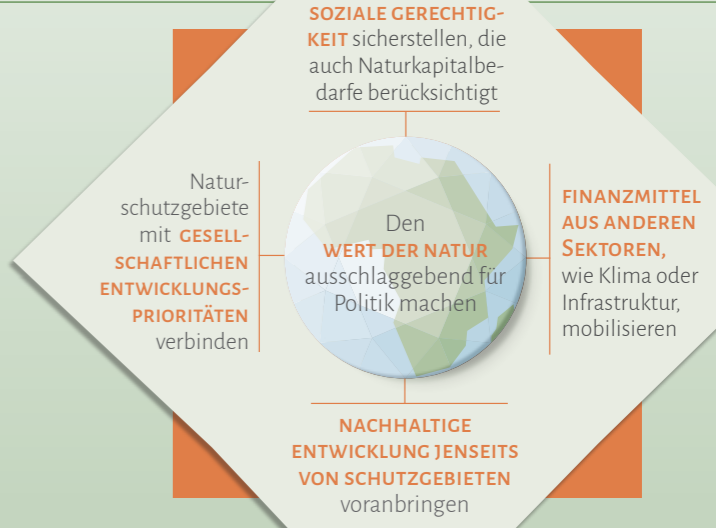 SOZIALE GERECHTIG-
KEIT sicherstellen, die
auch Naturkapitalbe-
darfe berücksichtigt
Natur-
schutzgebiete
mit GESELL-
SCHAFTLICHEN
ENTWICKLUNGS-
PRIORITÄTEN
verbinden
Den
WERT DER NATUR
ausschlaggebend für
Politik machen
FINANZMITTEL
AUS ANDEREN
SEKTOREN,
wie Klima oder
Infrastruktur,
mobilisieren
NACHHALTIGE
ENTWICKLUNG JENSEITS
VON SCHUTZGEBIETEN
voranbringen